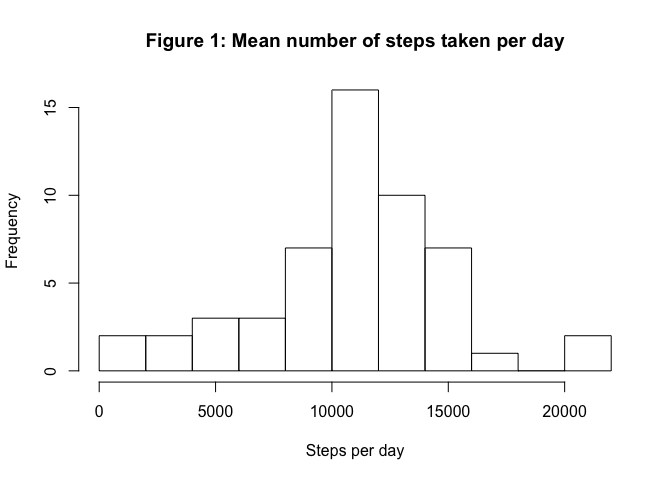 Figure 1: Mean number of steps taken per day
15
10
5
0
Frequency
0 5000 10000 15000 20000
Steps per day